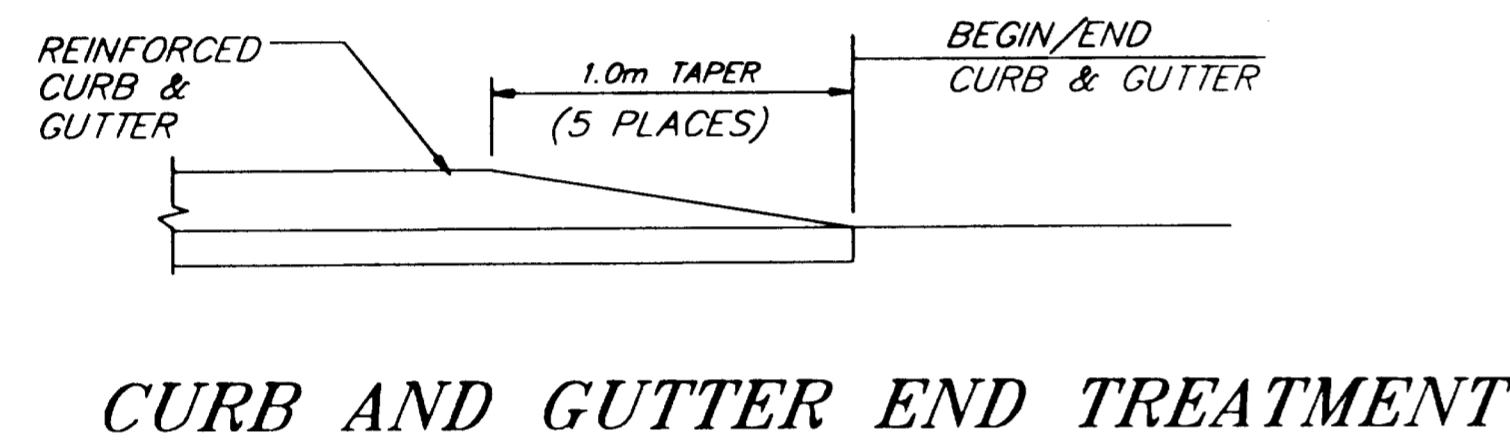 REINFORCED
CURB &
GUTTER
1.0m TAPER
(5 PLACES)
BEGIN/END
CURB & GUTTER
CURB AND GUTTER END TREATMENT